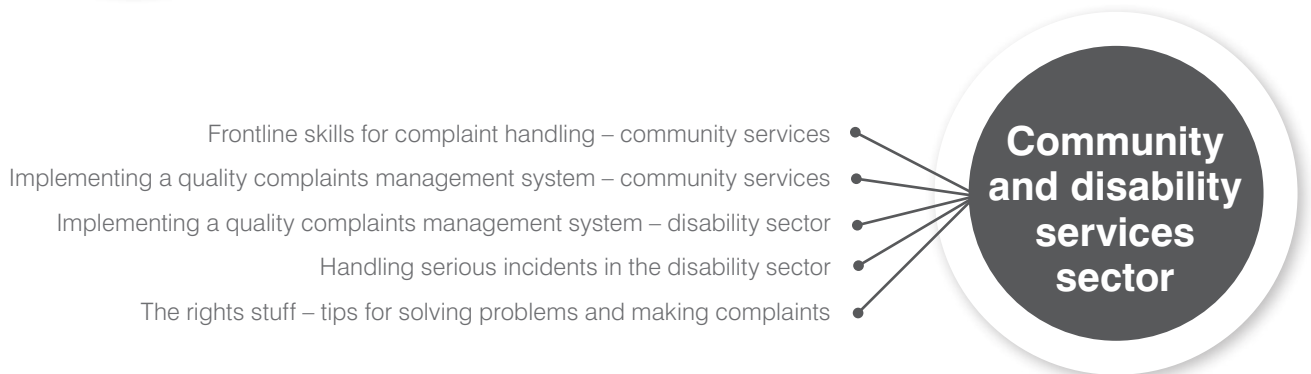 Frontline skills for complaint handling – community services
Implementing a quality complaints management system – community services
Implementing a quality complaints management system – disability sector
Handling serious incidents in the disability sector
The rights stuff – tips for solving problems and making complaints
Community
and disability
services
sector